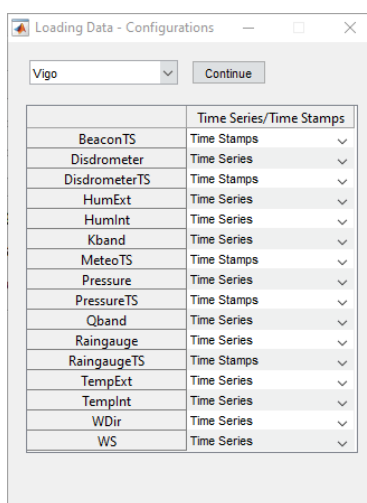 Loading Data - Configurations
Vigo Continue
Time Series/Time Stamps
BeaconTS Time Stamps
Disdrometer Time Series
DisdrometerTS Time Stamps
HumExt Time Series
HumInt Time Series
Kband Time Series
MeteoTS Time Stamps
Pressure Time Series
PressureTS Time Stamps
Qband Time Series
Raingauge Time Series
RaingaugeTS Time Stamps
TempExt Time Series
TempInt Time Series
WDir Time Series
WS Time Series